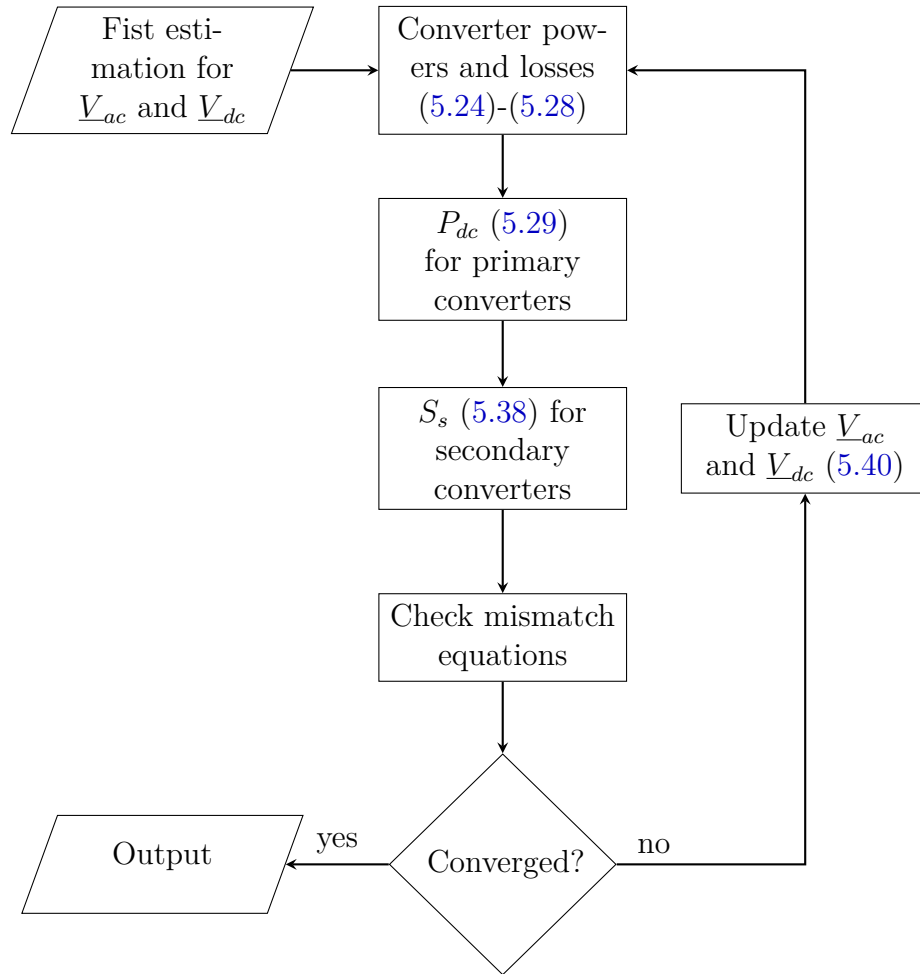 Fist esti-
mation for
V_ac and V_dc
Converter pow-
ers and losses
(5.24)-(5.28)
P_dc (5.29)
for primary
converters
S_s (5.38) for
secondary
converters
Update V_ac
and V_dc (5.40)
Check mismatch
equations
Converged?
yes
no
Output